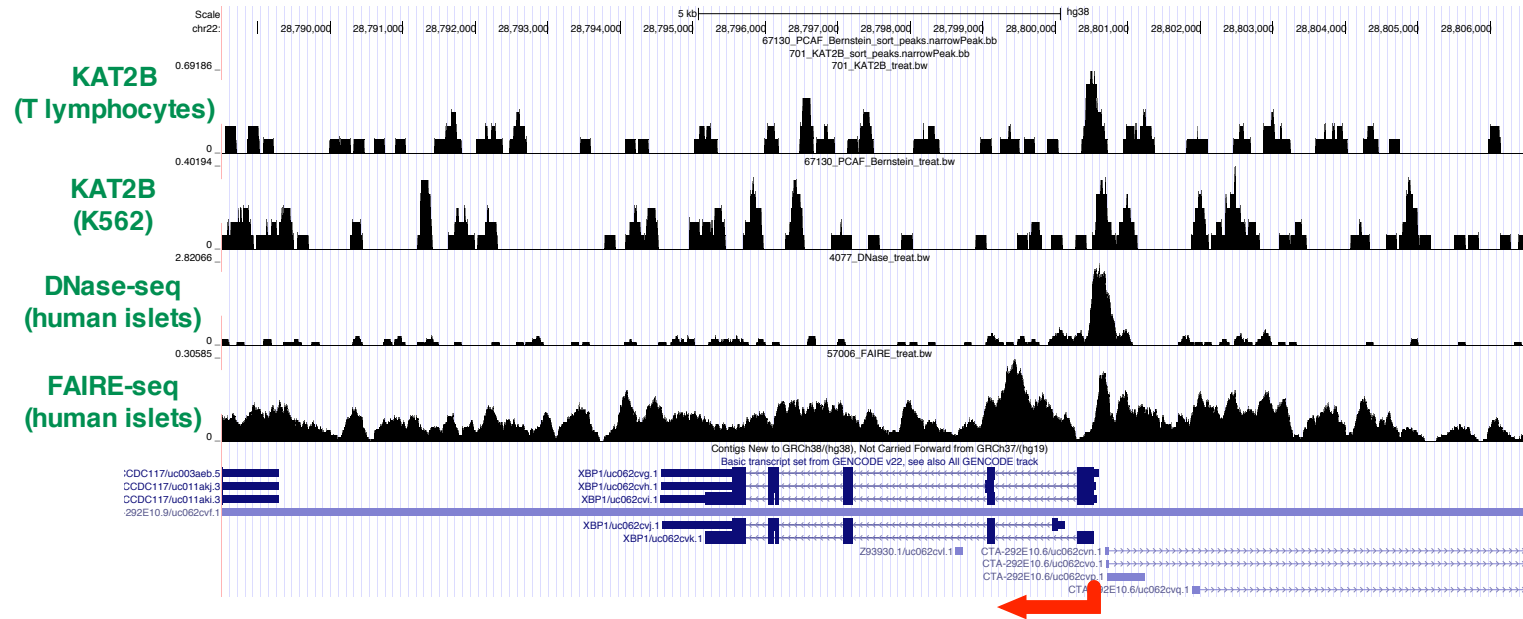 Scale
5 kb
hg38
chr22:
28,790,000
28,791,000
28,792,000
28,793,000
28,794,000
28,795,000
28,796,000
28,797,000
28,798,000
28,799,000
28,800,000
28,801,000
28,802,000
28,803,000
28,804,000
28,805,000
28,806,000
67130_PCAF_Bernstein_sort_peaks.narrowPeak.bb
701_KAT2B_sort_peaks.narrowPeak.bb
701_KAT2B_treat.bw
KAT2B
(T lymphocytes)
0.69186 _
0 _
67130_PCAF_Bernstein_treat.bw
KAT2B
(K562)
0.40194 _
0 _
4077_DNase_treat.bw
DNase-seq
(human islets)
2.82066 _
0 _
57006_FAIRE_treat.bw
FAIRE-seq
(human islets)
0.30585 _
0 _
Contigs New to GRCh38/(hg38), Not Carried Forward from GRCh37/(hg19)
Basic transcript set from GENCODE v22, see also All GENCODE track
CDC117/uc003aeb.5
XBP1/uc062cvg.1
CCDC117/uc011akj.3
XBP1/uc062cvh.1
CCDC117/uc011aki.3
XBP1/uc062cvi.1
-292E10.9/uc062cvf.1
XBP1/uc062cvj.1
XBP1/uc062cvk.1
Z93930.1/uc062cvl.1
CTA-292E10.6/uc062cvn.1
CTA-292E10.6/uc062cvo.1
CTA-292E10.6/uc062cvp.1
CTA 92E10.6/uc062cvq.1